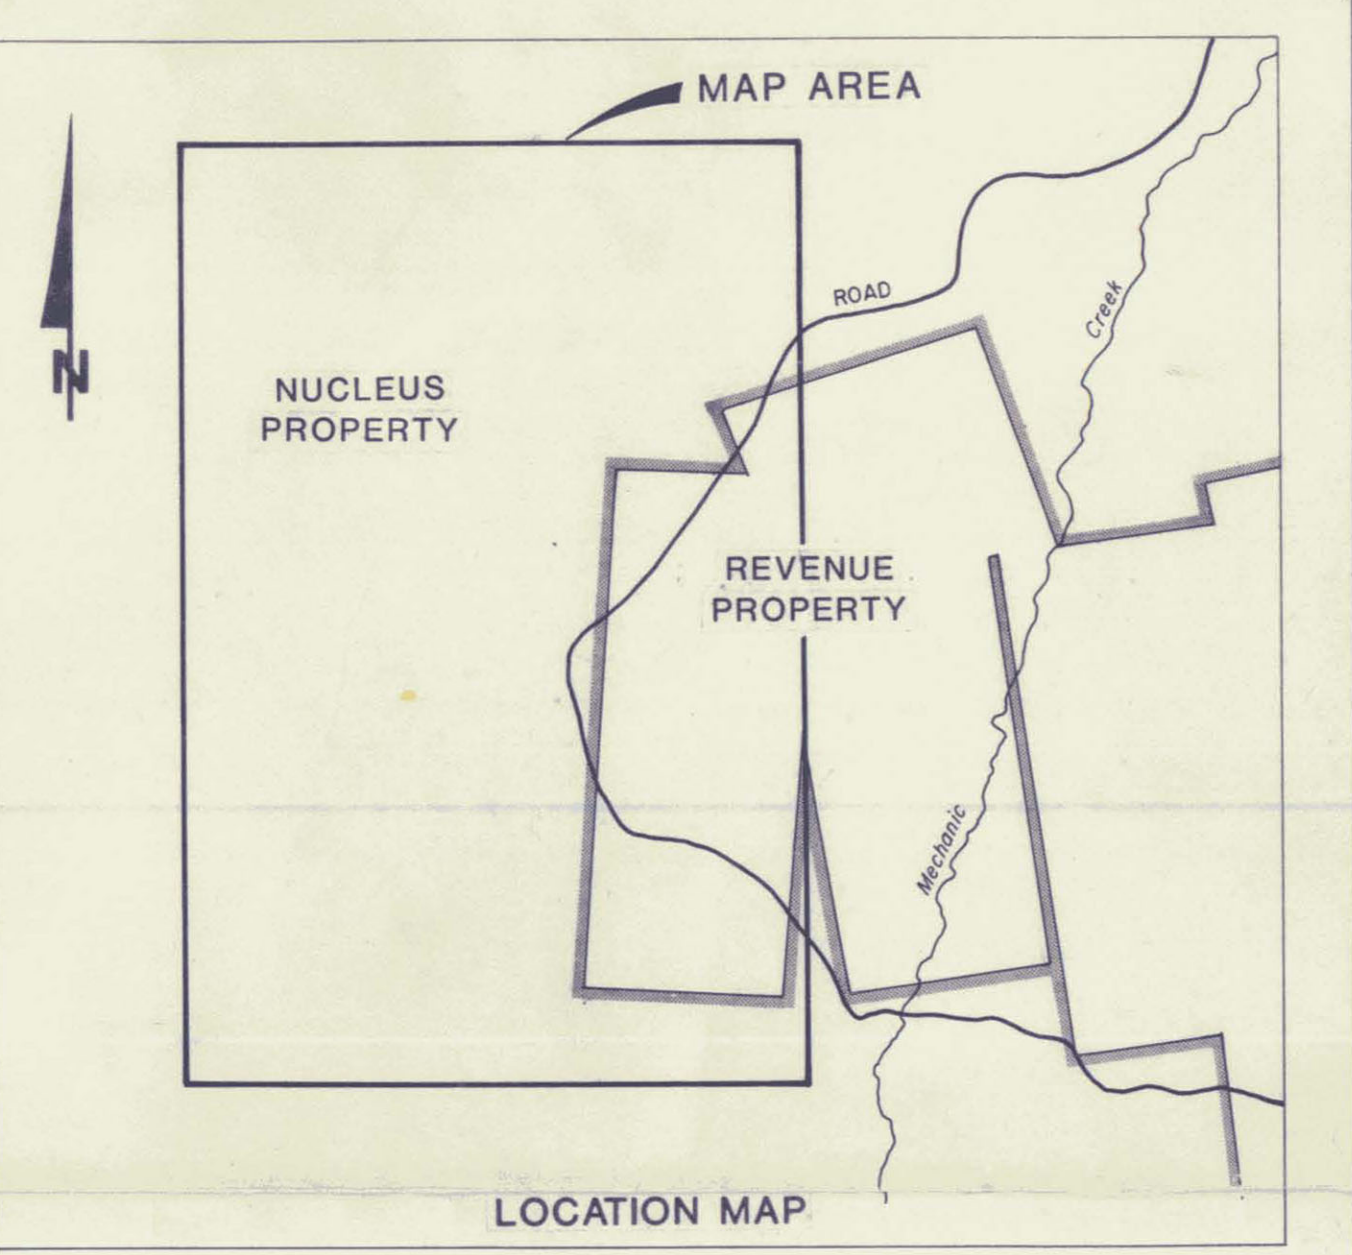 MAP AREA
N
ROAD
Creek
NUCLEUS
PROPERTY
REVENUE
PROPERTY
Mechanic
LOCATION MAP